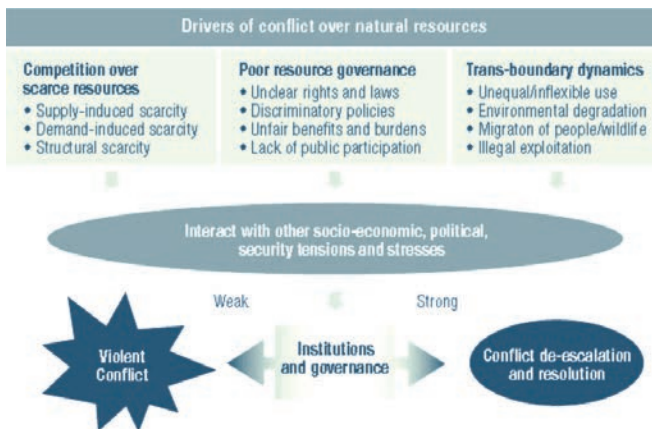 Drivers of conflict over natural resources
Competition over
scarce resources
• Supply-induced scarcity
• Demand-induced scarcity
• Structural scarcity
Poor resource governance
• Unclear rights and laws
• Discriminatory policies
• Unfair benefits and burdens
• Lack of public participation
Trans-boundary dynamics
• Unequal/inflexible use
• Environmental degradation
• Migraton of people/wildlife
• Illegal exploitation
Interact with other socio-economic, political,
security tensions and stresses
Weak
Strong
Violent
Conflict
Institutions
and governance
Conflict de-escalation
and resolution